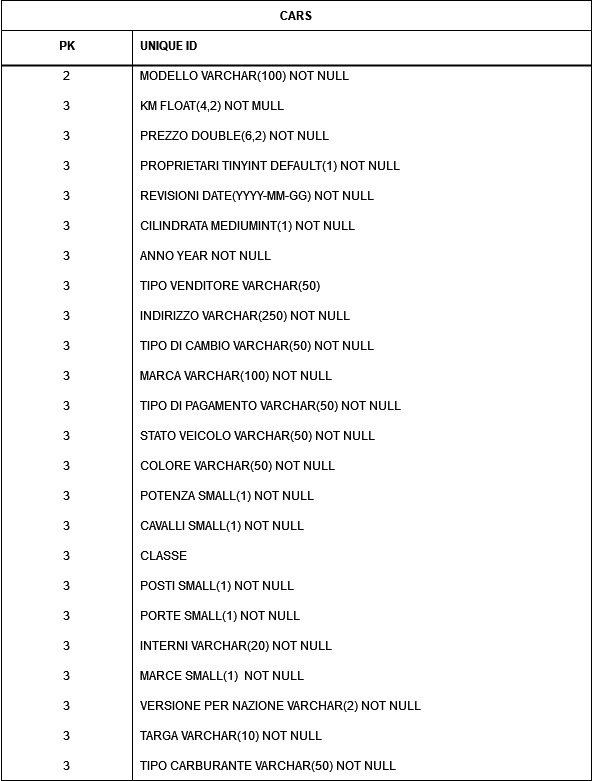 CARS
PK UNIQUE ID
2 MODELLO VARCHAR(100) NOT NULL
3 KM FLOAT(4,2) NOT MULL
3 PREZZO DOUBLE(6,2) NOT NULL
3 PROPRIETARI TINYINT DEFAULT(1) NOT NULL
3 REVISIONI DATE(YYYY-MM-GG) NOT NULL
3 CILINDRATA MEDIUMINT(1) NOT NULL
3 ANNO YEAR NOT NULL
3 TIPO VENDITORE VARCHAR(50)
3 INDIRIZZO VARCHAR(250) NOT NULL
3 TIPO DI CAMBIO VARCHAR(50) NOT NULL
3 MARCA VARCHAR(100) NOT NULL
3 TIPO DI PAGAMENTO VARCHAR(50) NOT NULL
3 STATO VEICOLO VARCHAR(50) NOT NULL
3 COLORE VARCHAR(50) NOT NULL
3 POTENZA SMALL(1) NOT NULL
3 CAVALLI SMALL(1) NOT NULL
3 CLASSE
3 POSTI SMALL(1) NOT NULL
3 PORTE SMALL(1) NOT NULL
3 INTERNI VARCHAR(20) NOT NULL
3 MARCE SMALL(1) NOT NULL
3 VERSIONE PER NAZIONE VARCHAR(2) NOT NULL
3 TARGA VARCHAR(10) NOT NULL
3 TIPO CARBURANTE VARCHAR(50) NOT NULL